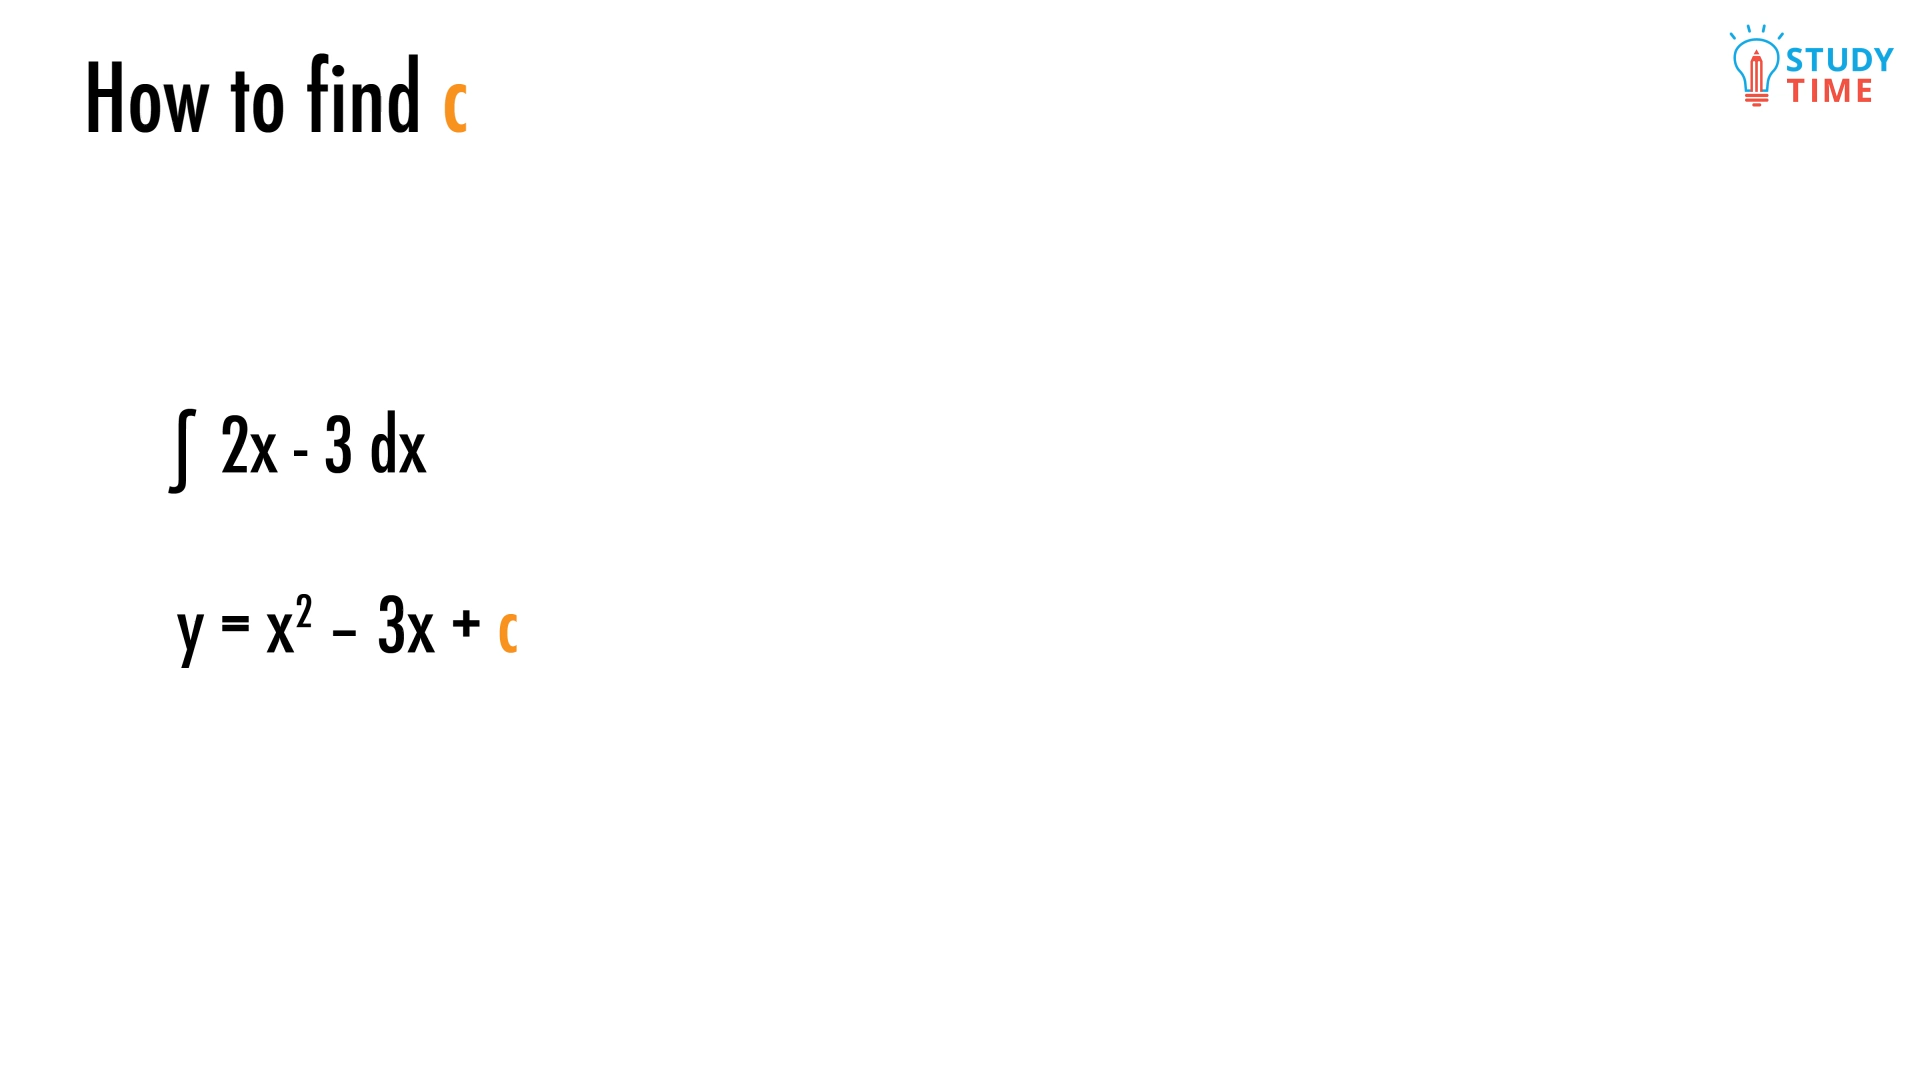 How to find c
STUDY
TIME
∫ 2x - 3 dx
y = x² – 3x + c